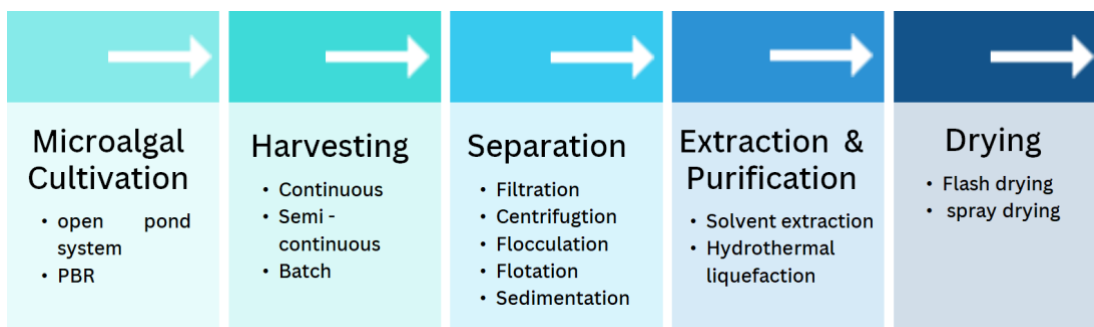 Microalgal
Cultivation
• open pond
system
• PBR
Harvesting
• Continuous
• Semi -
continuous
• Batch
Separation
• Filtration
• Centrifugtion
• Flocculation
• Flotation
• Sedimentation
Extraction &
Purification
• Solvent extraction
• Hydrothermal
liquefaction
Drying
• Flash drying
• spray drying